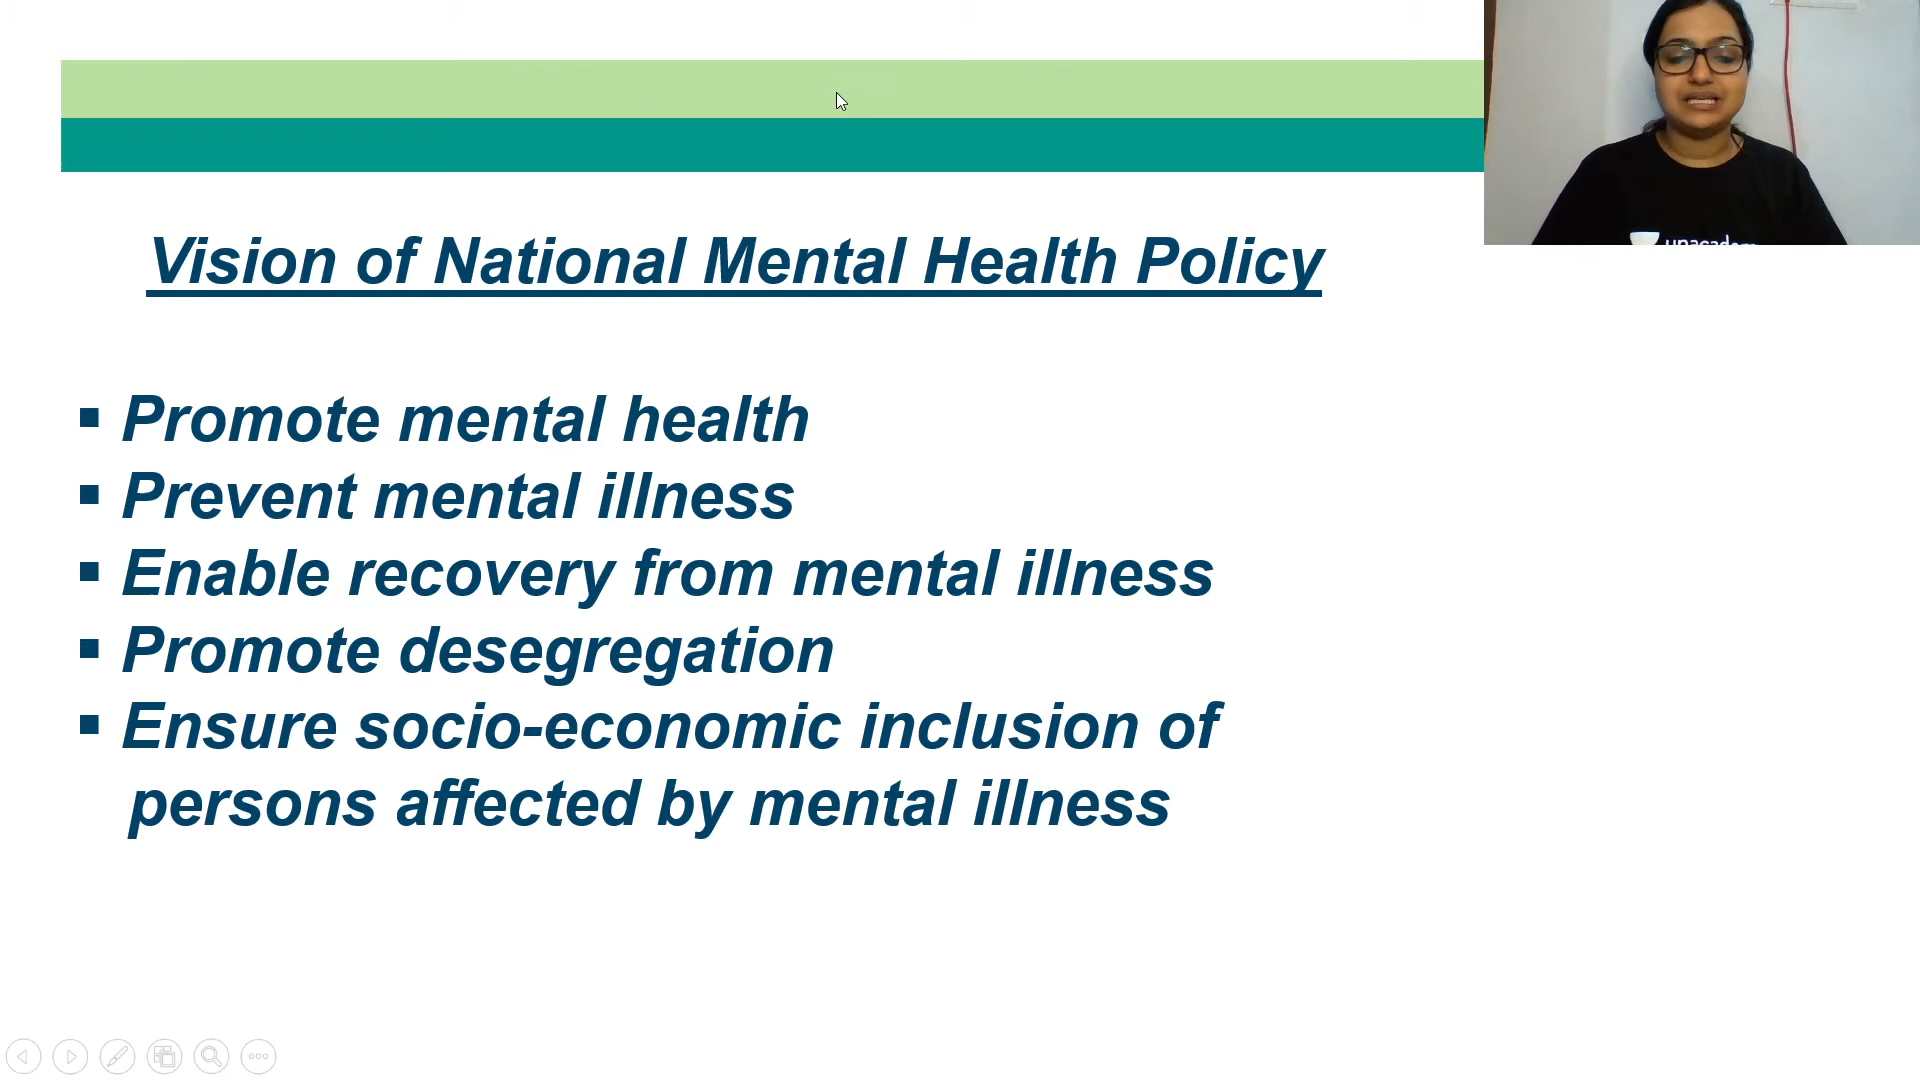 Vision of National Mental Health Policy
▪ Promote mental health
▪ Prevent mental illness
▪ Enable recovery from mental illness
▪ Promote desegregation
▪ Ensure socio-economic inclusion of
persons affected by mental illness